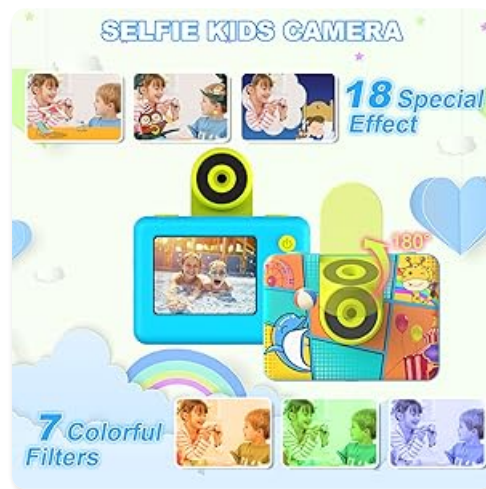 SELFIE KIDS CAMERA
18 Special
Effect
180°
7 Colorful
Filters